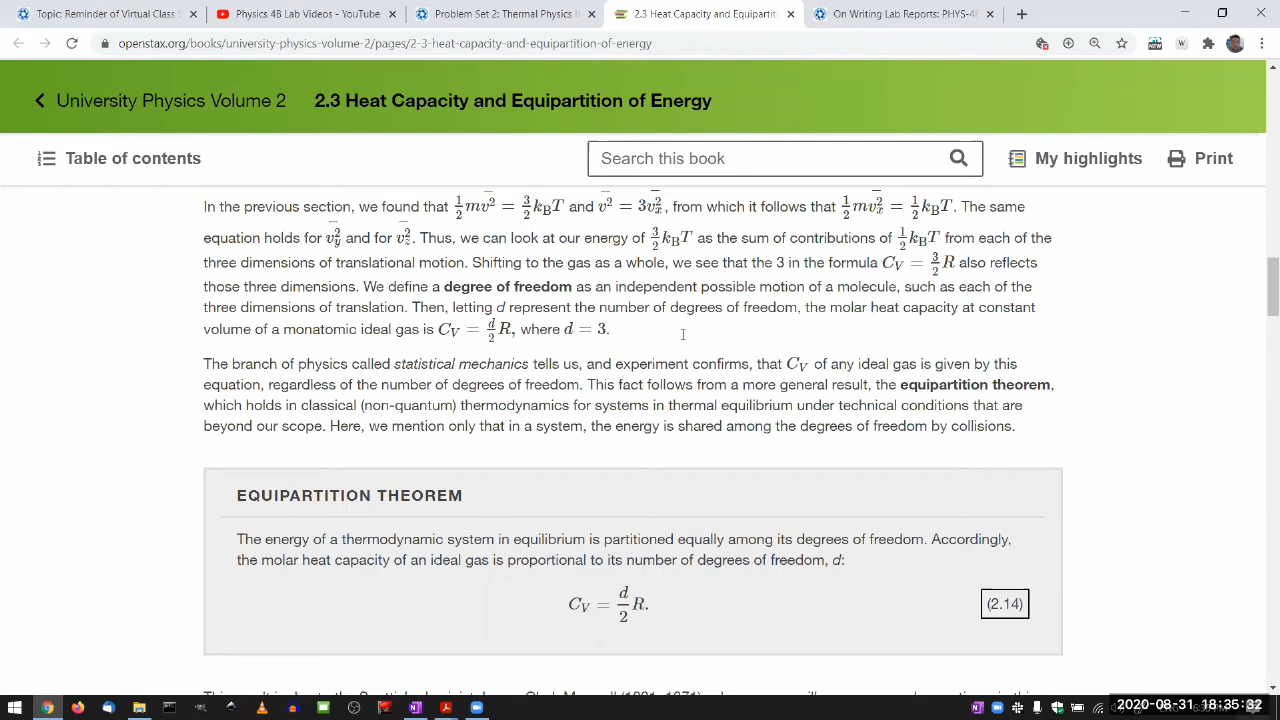 Topic: Reminder of Virtual Class S
Physics 4B Lab Videos - YouTube
Problem Set 2: Thermal Physics
2.3 Heat Capacity and Equipartiti
On Writing Lab Reports: PHYS-4B
openstax.org/books/university-physics-volume-2/pages/2-3-heat-capacity-and-equipartition-of-energy
University Physics Volume 2 2.3 Heat Capacity and Equipartition of Energy
Table of contents
Search this book
My highlights
Print
In the previous section, we found that ½mv̅² = 3/2 k_BT and v̅² = 3v̅ₓ², from which it follows that ½mv̅ₓ² = ½k_BT. The same
equation holds for v̅_y² and for v̅_z². Thus, we can look at our energy of 3/2 k_BT as the sum of contributions of ½k_BT from each of the
three dimensions of translational motion. Shifting to the gas as a whole, we see that the 3 in the formula C_V = 3/2 R also reflects
those three dimensions. We define a degree of freedom as an independent possible motion of a molecule, such as each of the
three dimensions of translation. Then, letting d represent the number of degrees of freedom, the molar heat capacity at constant
volume of a monatomic ideal gas is C_V = d/2 R, where d = 3.
The branch of physics called statistical mechanics tells us, and experiment confirms, that C_V of any ideal gas is given by this
equation, regardless of the number of degrees of freedom. This fact follows from a more general result, the equipartition theorem,
which holds in classical (non-quantum) thermodynamics for systems in thermal equilibrium under technical conditions that are
beyond our scope. Here, we mention only that in a system, the energy is shared among the degrees of freedom by collisions.
EQUIPARTITION THEOREM
The energy of a thermodynamic system in equilibrium is partitioned equally among its degrees of freedom. Accordingly,
the molar heat capacity of an ideal gas is proportional to its number of degrees of freedom, d:
C_V = d/2 R. (2.14)
2020-08-31 18:35:32